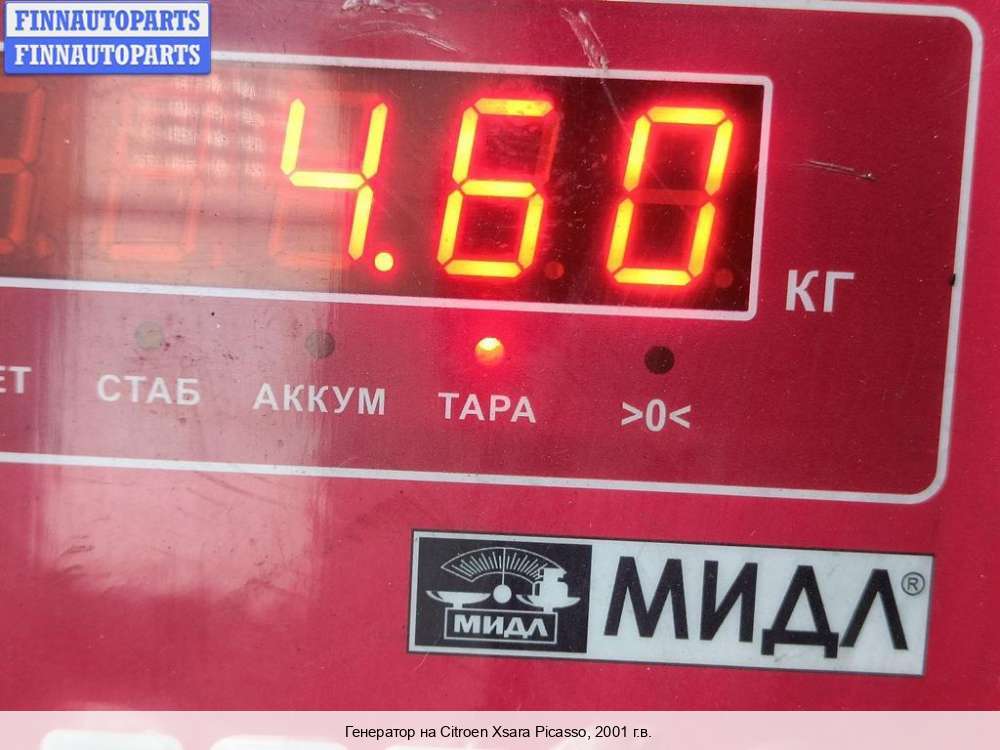 FINNAUTOPARTS
FINNAUTOPARTS
4.60
КГ
СТАБ АККУМ ТАРА >0<
МИДЛ МИДЛ®
Генератор на Citroen Xsara Picasso, 2001 г.в.